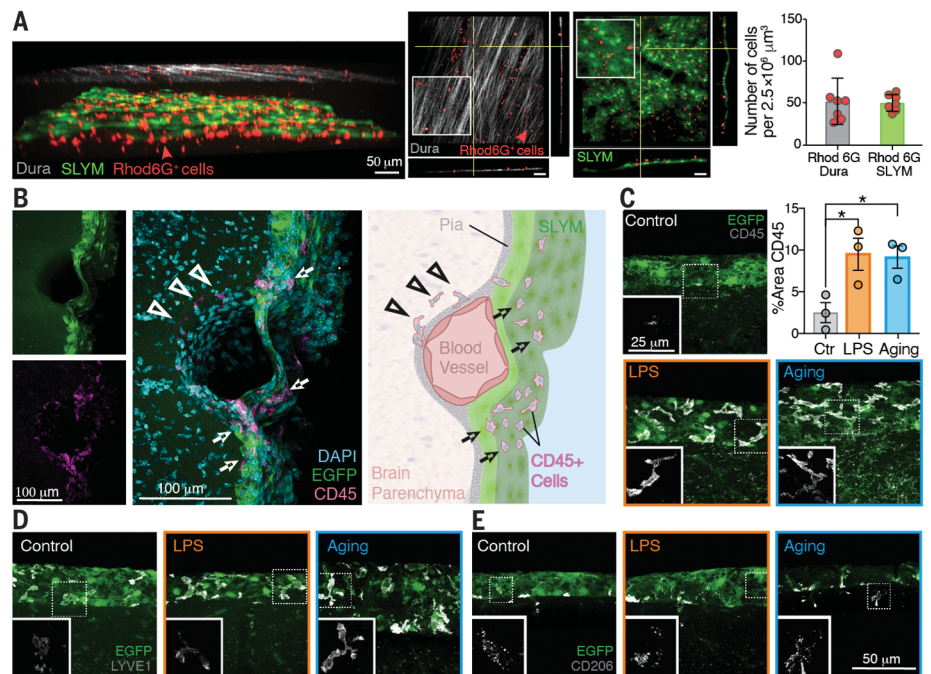 A
Dura SLYM Rhod6G⁺ cells
50 µm
Dura
SLYM
Number of cells
per 2.5×10⁶ µm³
150
100
50
0
Rhod 6G
Dura
Rhod 6G
SLYM
B
100 µm
100 µm
DAPI
EGFP
CD45
Pia
SLYM
Blood
Vessel
Brain
Parenchyma
CD45+
Cells
C
Control
EGFP
CD45
25 µm
%Area CD45
15
10
5
0
*
*
Ctr
LPS
Aging
LPS
Aging
D
Control
EGFP
LYVE1
LPS
Aging
E
Control
EGFP
CD206
LPS
Aging
50 µm